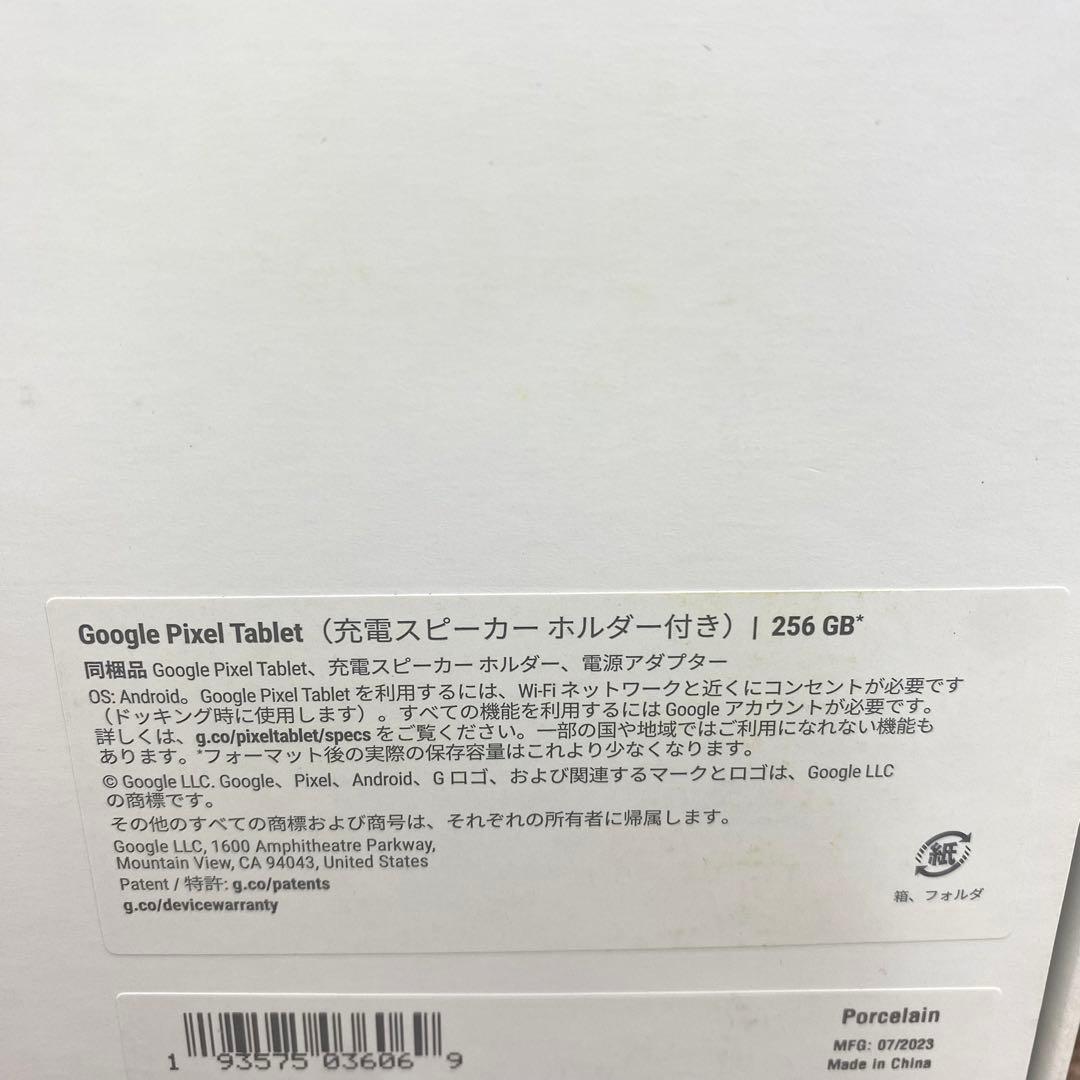 Google Pixel Tablet（充電スピーカー ホルダー付き）| 256 GB*
同梱品 Google Pixel Tablet、充電スピーカー ホルダー、電源アダプター
OS: Android。Google Pixel Tablet を利用するには、Wi-Fi ネットワークと近くにコンセントが必要です
（ドッキング時に使用します）。すべての機能を利用するには Google アカウントが必要です。
詳しくは、g.co/pixeltablet/specs をご覧ください。一部の国や地域ではご利用になれない機能も
あります。*フォーマット後の実際の保存容量はこれより少なくなります。
© Google LLC. Google、Pixel、Android、G ロゴ、および関連するマークとロゴは、Google LLC
の商標です。
その他のすべての商標および商号は、それぞれの所有者に帰属します。
Google LLC, 1600 Amphitheatre Parkway,
Mountain View, CA 94043, United States
Patent / 特許: g.co/patents
g.co/devicewarranty
紙
箱、フォルダ
Porcelain
MFG: 07/2023
Made in China
1 93575 03606 9